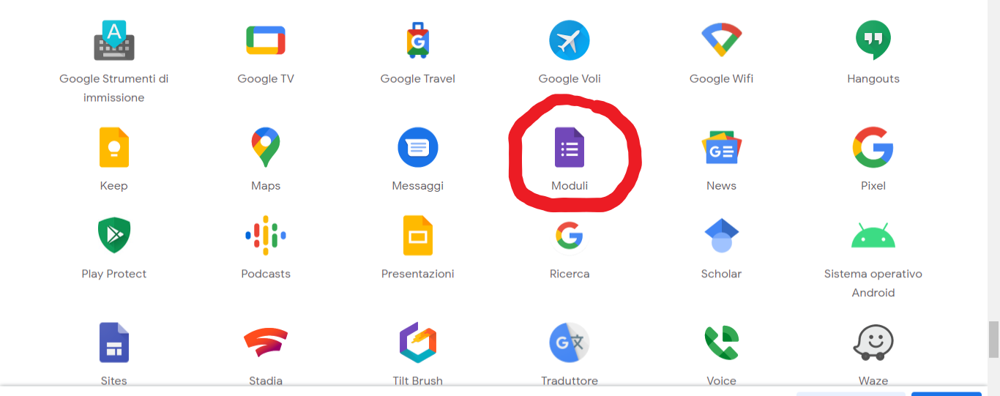 A
Google Strumenti di
immissione
Google TV
G
Google Travel
Google Voli
Google Wifi
Hangouts
Keep
Maps
Messaggi
Moduli
G
News
G
Pixel
Play Protect
Podcasts
Presentazioni
G
Ricerca
Scholar
Sistema operativo
Android
Sites
Stadia
Tilt Brush
G 文
Traduttore
Voice
Waze